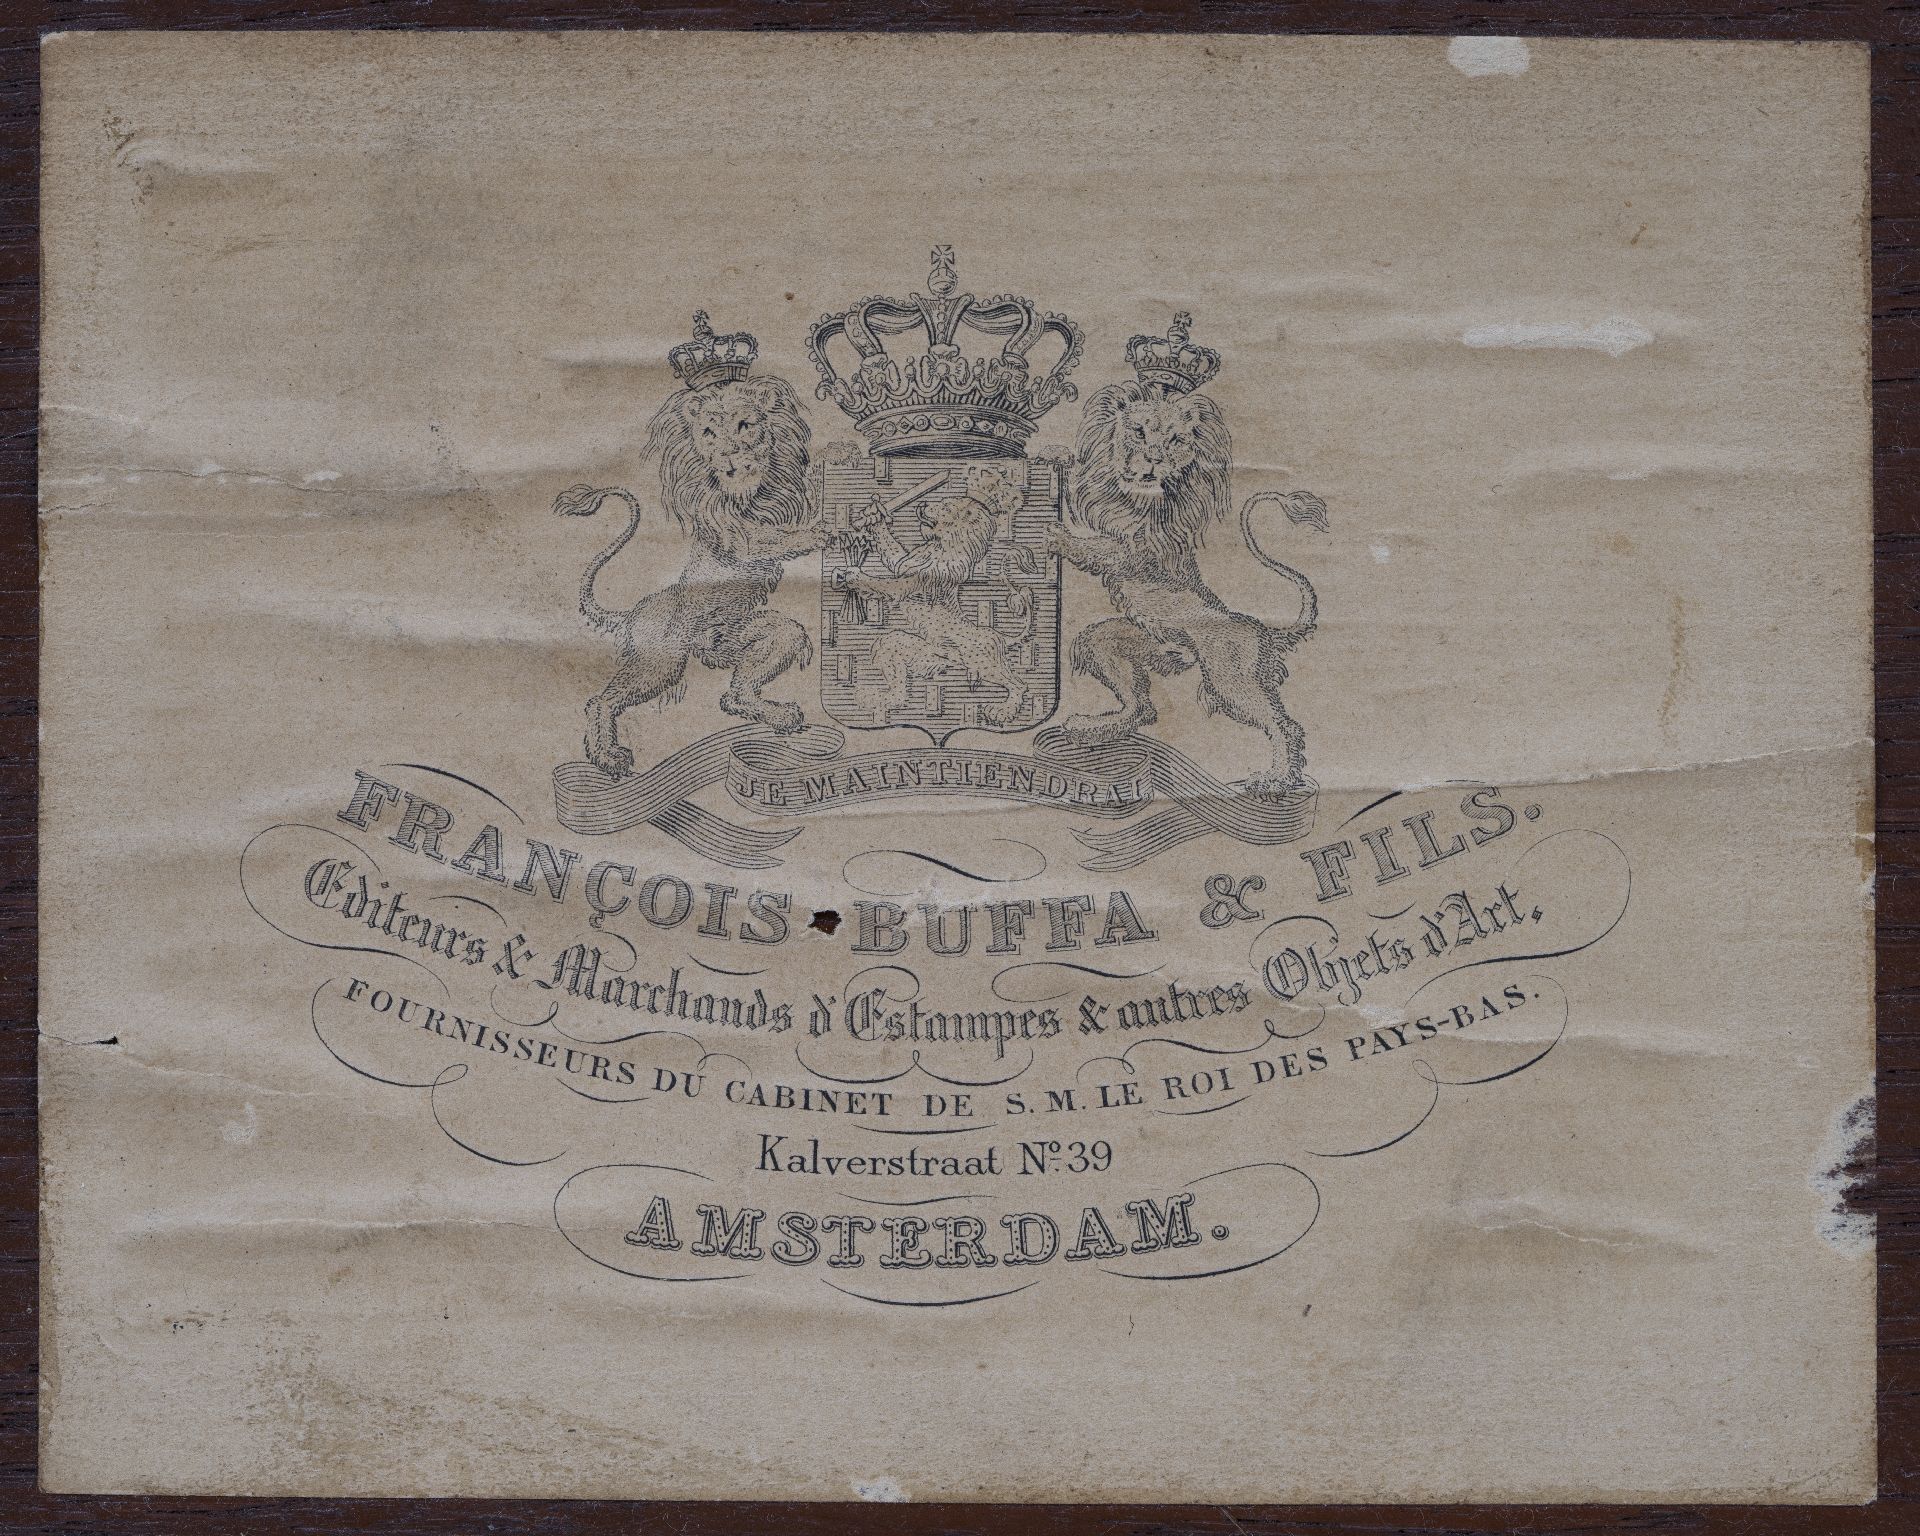 JE MAINTIENDRAI
FRANÇOIS BUFFA & FILS.
Editeurs & Marchands d'Estampes & autres Objets d'Art,
FOURNISSEURS DU CABINET DE S. M. LE ROI DES PAYS-BAS.
Kalverstraat Nº. 39
AMSTERDAM.